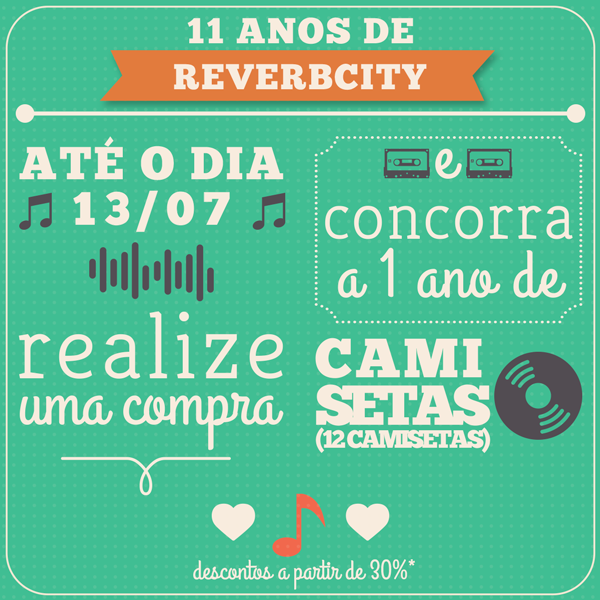 11 ANOS DE
REVERBCITY
ATÉ O DIA
13/07
realize
uma compra
e
concorra
a 1 ano de
CAMI
SETAS
(12 CAMISETAS)
descontos a partir de 30%*